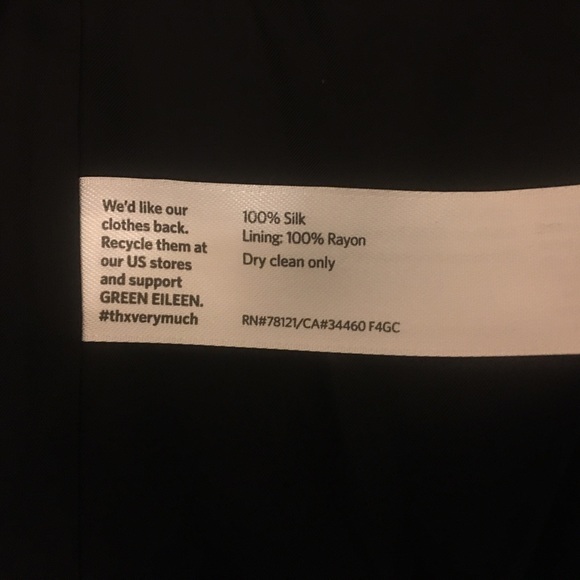 We'd like our
clothes back.
Recycle them at
our US stores
and support
GREEN EILEEN.
#thxverymuch
100% Silk
Lining: 100% Rayon
Dry clean only
RN#78121/CA#34460 F4GC